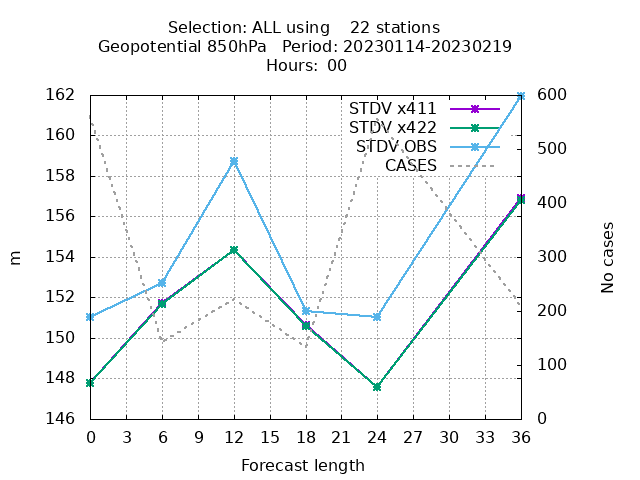 Selection: ALL using    22 stations
Geopotential 850hPa   Period: 20230114-20230219
Hours: 00
162
160
158
156
154
152
150
148
146
m
600
500
400
300
200
100
0
No cases
STDV x411
STDV x422
STDV OBS
CASES
0 3 6 9 12 15 18 21 24 27 30 33 36
Forecast length